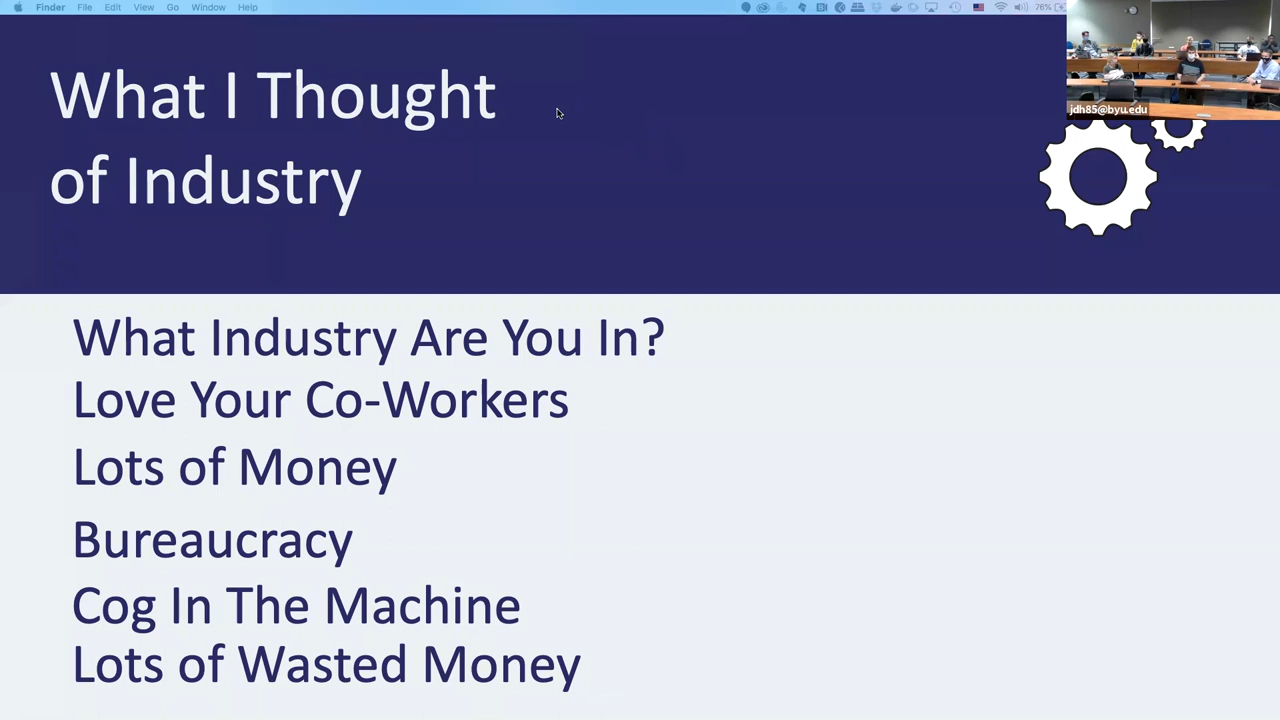 Finder File Edit View Go Window Help 76%
jdh85@byu.edu
What I Thought
of Industry
What Industry Are You In?
Love Your Co-Workers
Lots of Money
Bureaucracy
Cog In The Machine
Lots of Wasted Money